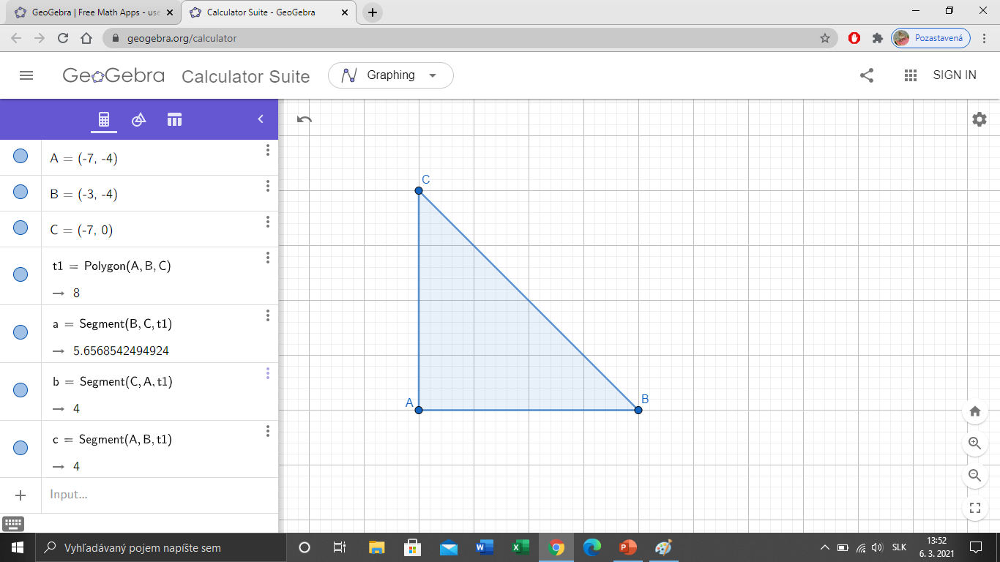 GeoGebra | Free Math Apps - use
Calculator Suite - GeoGebra
geogebra.org/calculator
Pozastavená
GeoGebra Calculator Suite
Graphing
SIGN IN
A = (-7, -4)
B = (-3, -4)
C = (-7, 0)
t1 = Polygon(A, B, C)
→ 8
a = Segment(B, C, t1)
→ 5.6568542494924
b = Segment(C, A, t1)
→ 4
c = Segment(A, B, t1)
→ 4
Input...
C
A
B
Vyhľadávaný pojem napíšte sem
SLK
13:52
6. 3. 2021